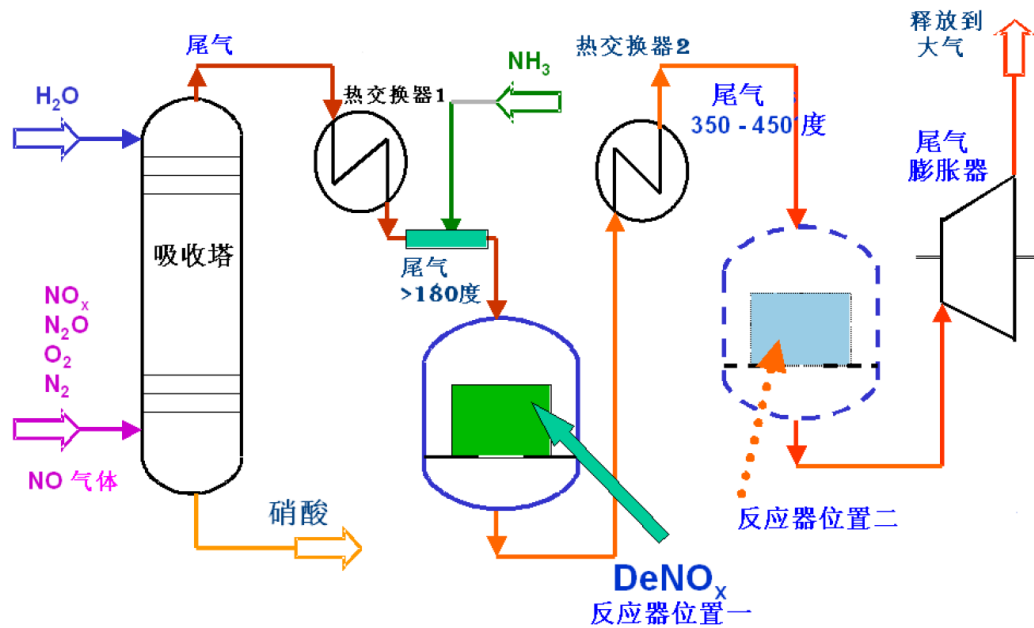 尾气
H₂O
热交换器1
NH₃
热交换器2
释放到
大气
尾气
350 - 450度
尾气
膨胀器
吸收塔
尾气
>180度
NOₓ
N₂O
O₂
N₂
NO 气体
硝酸
反应器位置二
DeNOₓ
反应器位置一